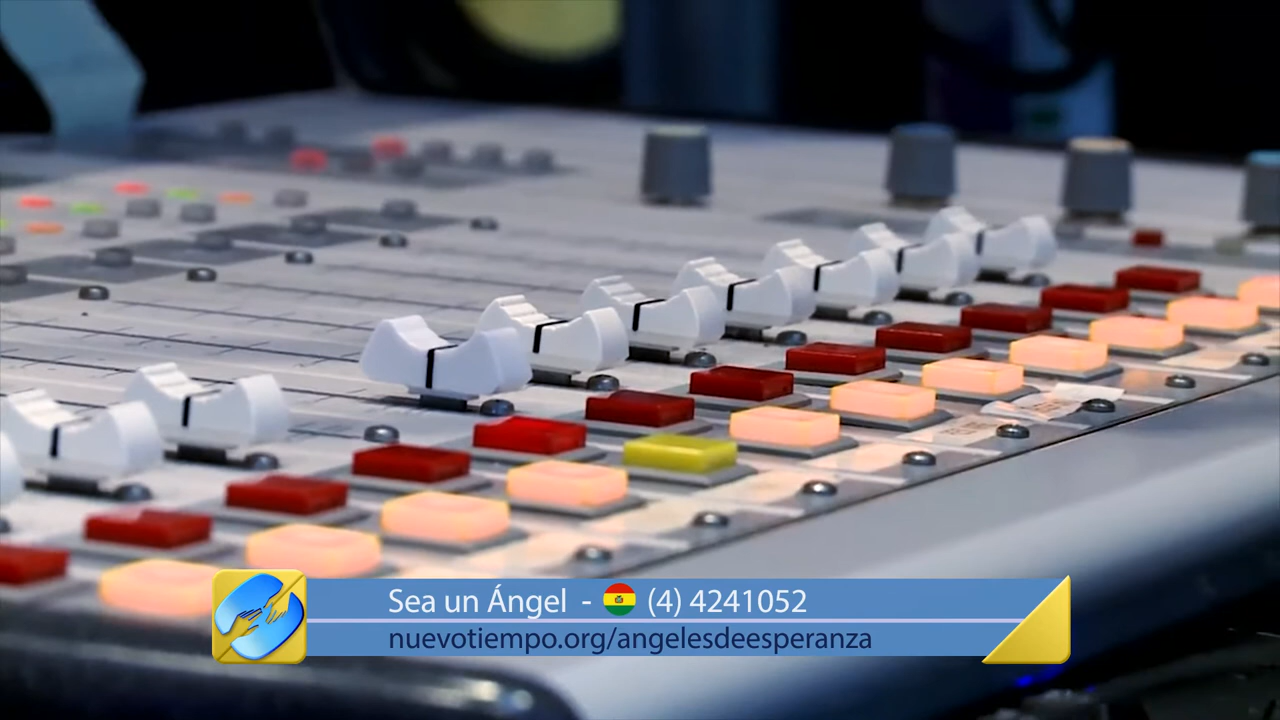 Sea un Ángel - (4) 4241052
nuevotiempo.org/angelesdeesperanza